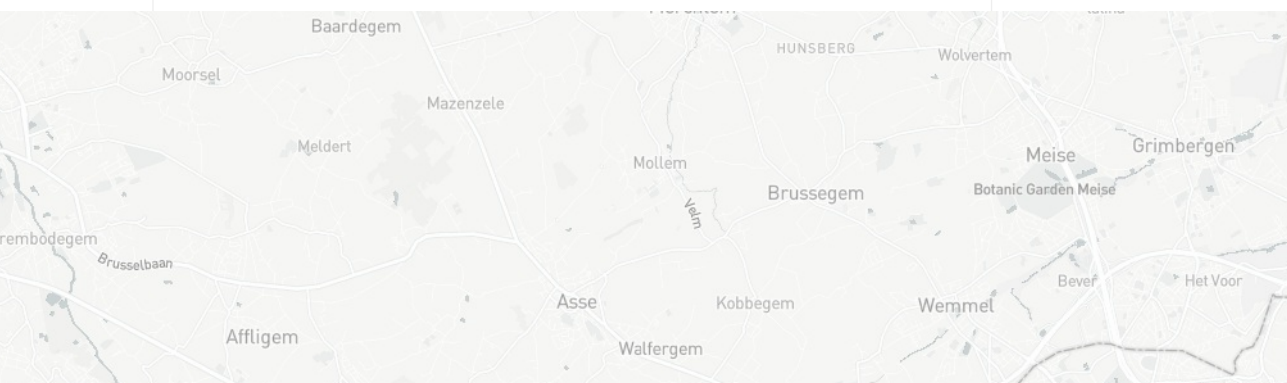 Baardegem
HUNSBERG
Wolvertem
Moorsel
Mazenzele
Meldert
Mollem
Meise
Grimbergen
Botanic Garden Meise
Brussegem
Velm
rembodegem
Brusselbaan
Asse
Kobbegem
Wemmel
Bever
Het Voor
Affligem
Walfergem